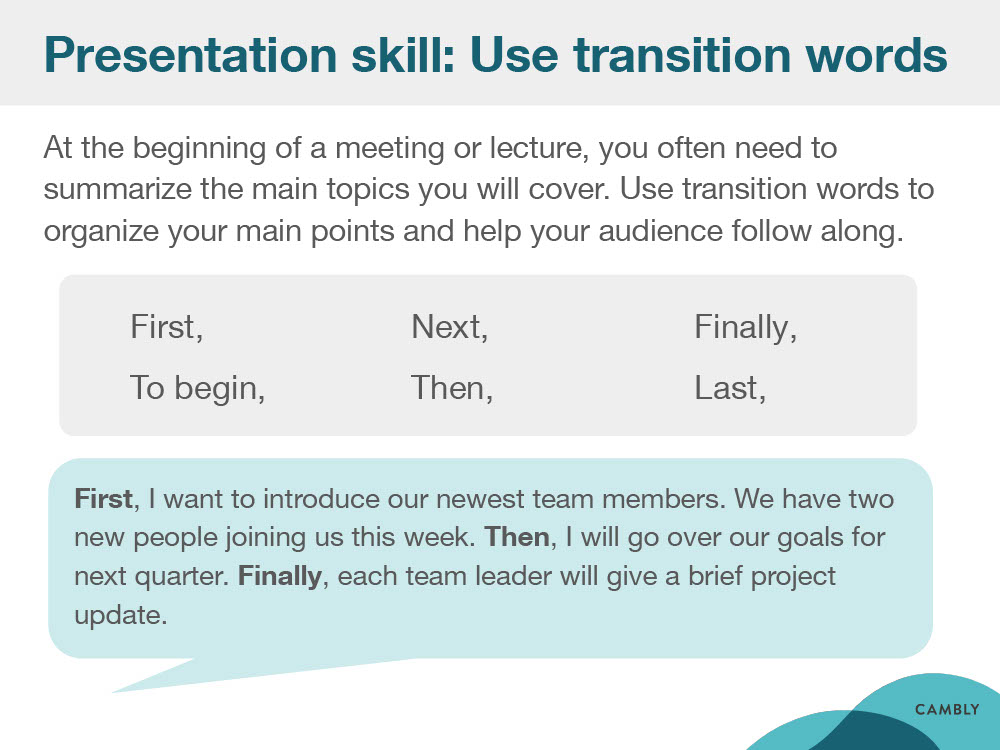 Presentation skill: Use transition words
At the beginning of a meeting or lecture, you often need to
summarize the main topics you will cover. Use transition words to
organize your main points and help your audience follow along.
First,
Next,
Finally,
To begin,
Then,
Last,
First, I want to introduce our newest team members. We have two
new people joining us this week. Then, I will go over our goals for
next quarter. Finally, each team leader will give a brief project
update.
CAMBLY